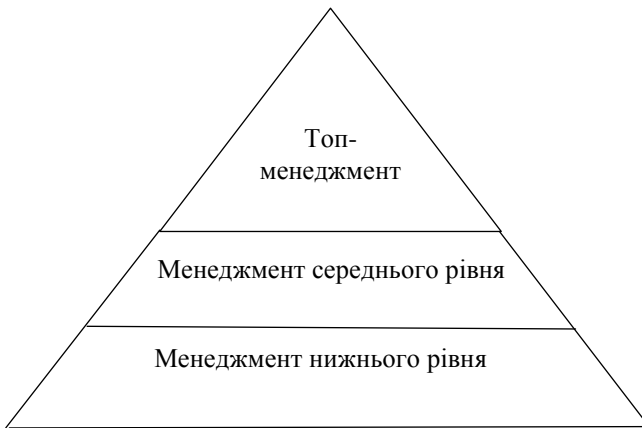 Топ-
менеджмент
Менеджмент середнього рівня
Менеджмент нижнього рівня